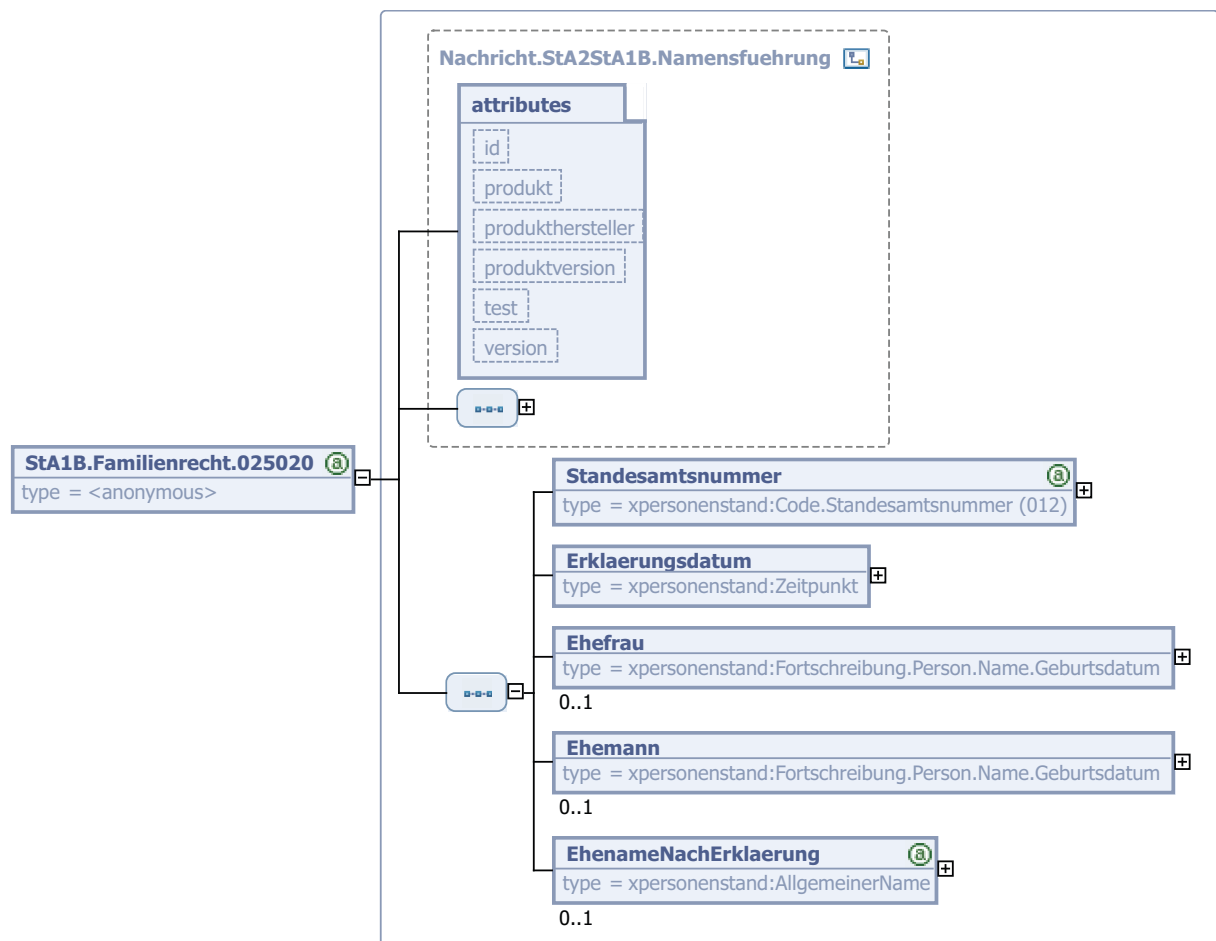 Nachricht.StA2StA1B.Namensfuehrung
attributes
id
produkt
produkthersteller
produktversion
test
version
StA1B.Familienrecht.025020
type = <anonymous>
Standesamtsnummer
type = xpersonenstand:Code.Standesamtsnummer (012)
Erklaerungsdatum
type = xpersonenstand:Zeitpunkt
Ehefrau
type = xpersonenstand:Fortschreibung.Person.Name.Geburtsdatum
0..1
Ehemann
type = xpersonenstand:Fortschreibung.Person.Name.Geburtsdatum
0..1
EhenameNachErklaerung
type = xpersonenstand:AllgemeinerName
0..1